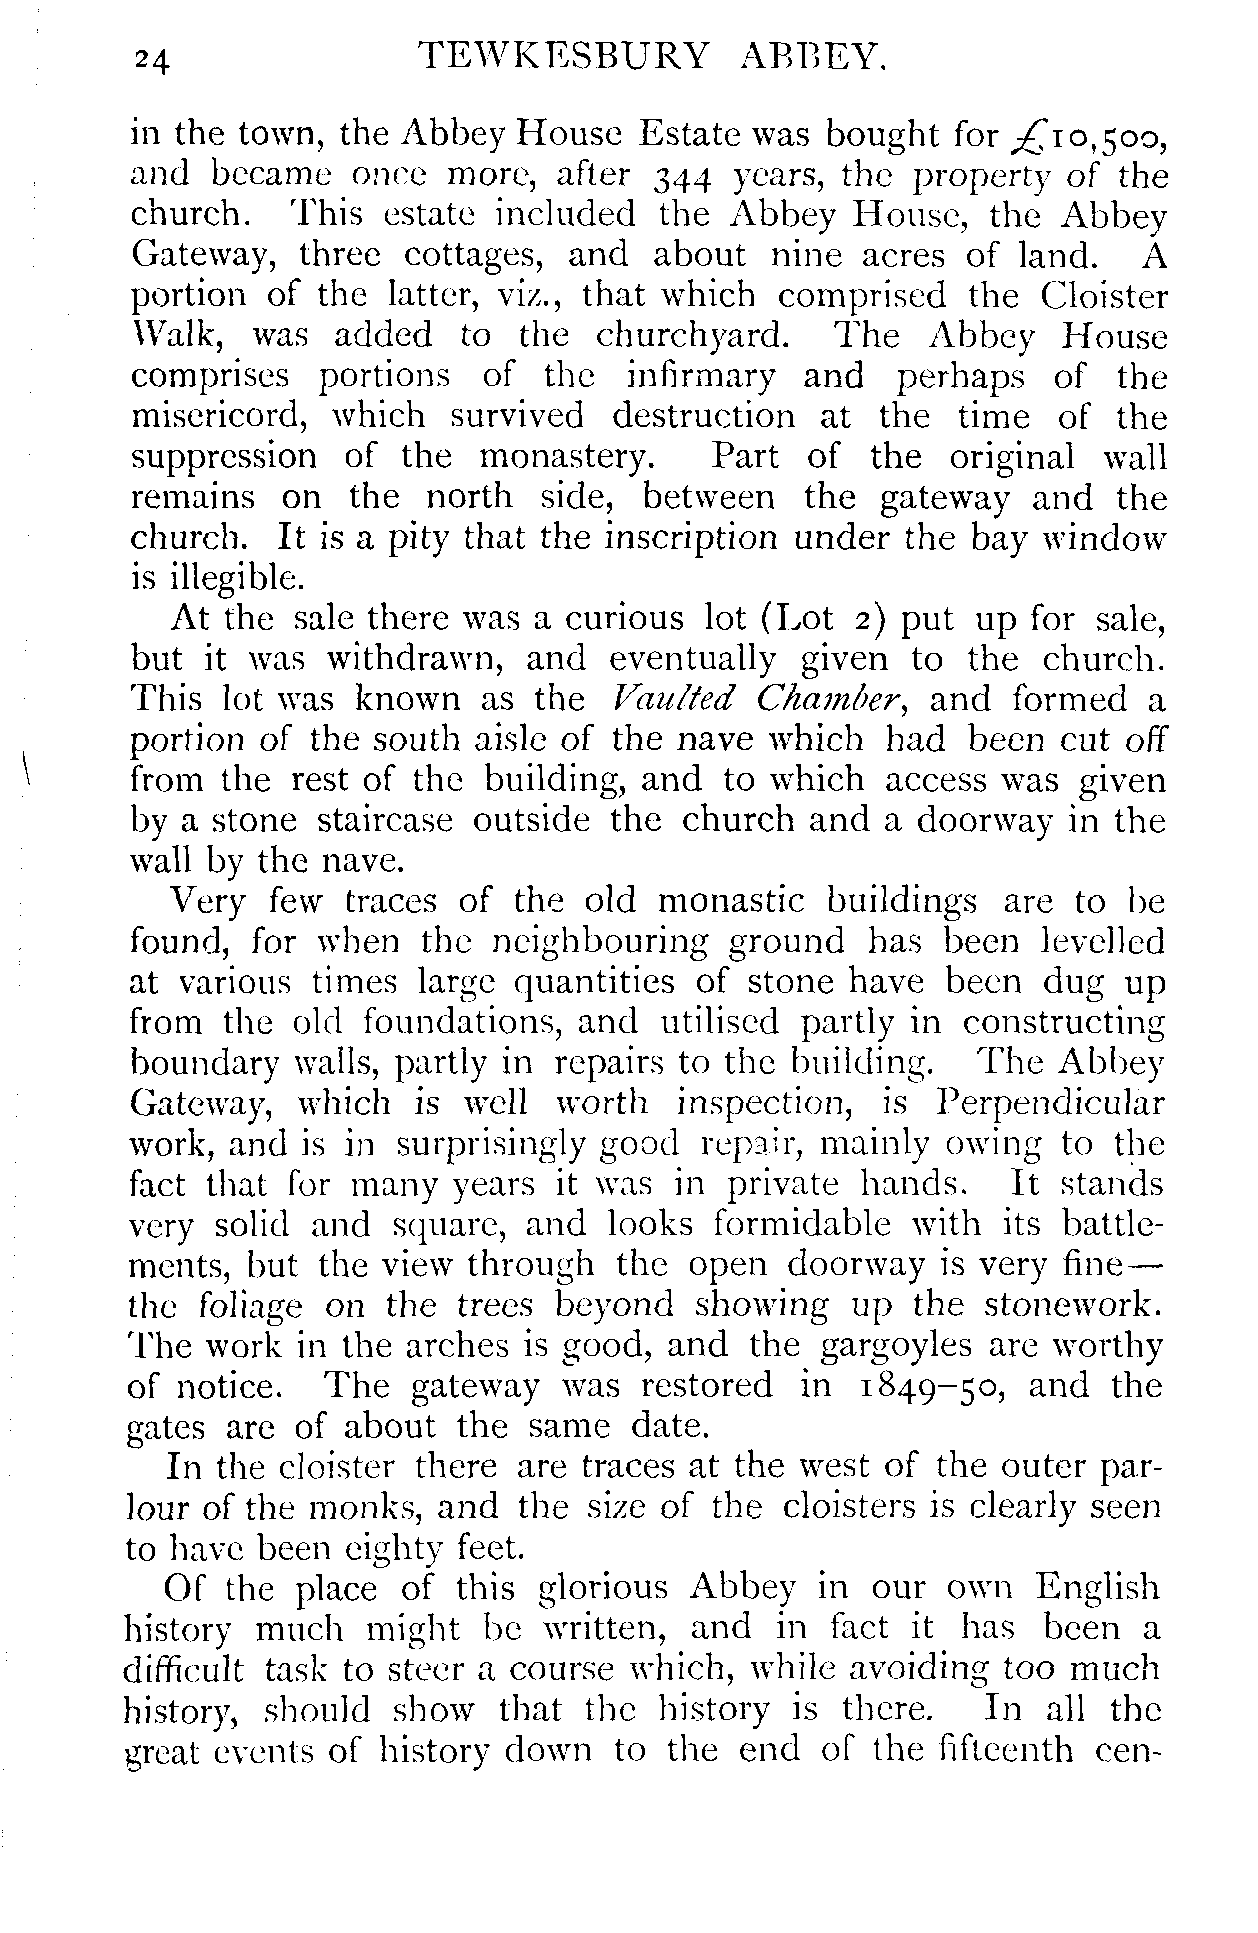 24 TEWKESBURY ABBEY.
in the town, the Abbey House Estate was bought for £10,500,
and became once more, after 344 years, the property of the
church. This estate included the Abbey House, the Abbey
Gateway, three cottages, and about nine acres of land. A
portion of the latter, viz., that which comprised the Cloister
Walk, was added to the churchyard. The Abbey House
comprises portions of the infirmary and perhaps of the
misericord, which survived destruction at the time of the
suppression of the monastery. Part of the original wall
remains on the north side, between the gateway and the
church. It is a pity that the inscription under the bay window
is illegible.
At the sale there was a curious lot (Lot 2) put up for sale,
but it was withdrawn, and eventually given to the church.
This lot was known as the Vaulted Chamber, and formed a
portion of the south aisle of the nave which had been cut off
from the rest of the building, and to which access was given
by a stone staircase outside the church and a doorway in the
wall by the nave.
Very few traces of the old monastic buildings are to be
found, for when the neighbouring ground has been levelled
at various times large quantities of stone have been dug up
from the old foundations, and utilised partly in constructing
boundary walls, partly in repairs to the building. The Abbey
Gateway, which is well worth inspection, is Perpendicular
work, and is in surprisingly good repair, mainly owing to the
fact that for many years it was in private hands. It stands
very solid and square, and looks formidable with its battle-
ments, but the view through the open doorway is very fine—
the foliage on the trees beyond showing up the stonework.
The work in the arches is good, and the gargoyles are worthy
of notice. The gateway was restored in 1849–50, and the
gates are of about the same date.
In the cloister there are traces at the west of the outer par-
lour of the monks, and the size of the cloisters is clearly seen
to have been eighty feet.
Of the place of this glorious Abbey in our own English
history much might be written, and in fact it has been a
difficult task to steer a course which, while avoiding too much
history, should show that the history is there. In all the
great events of history down to the end of the fifteenth cen-